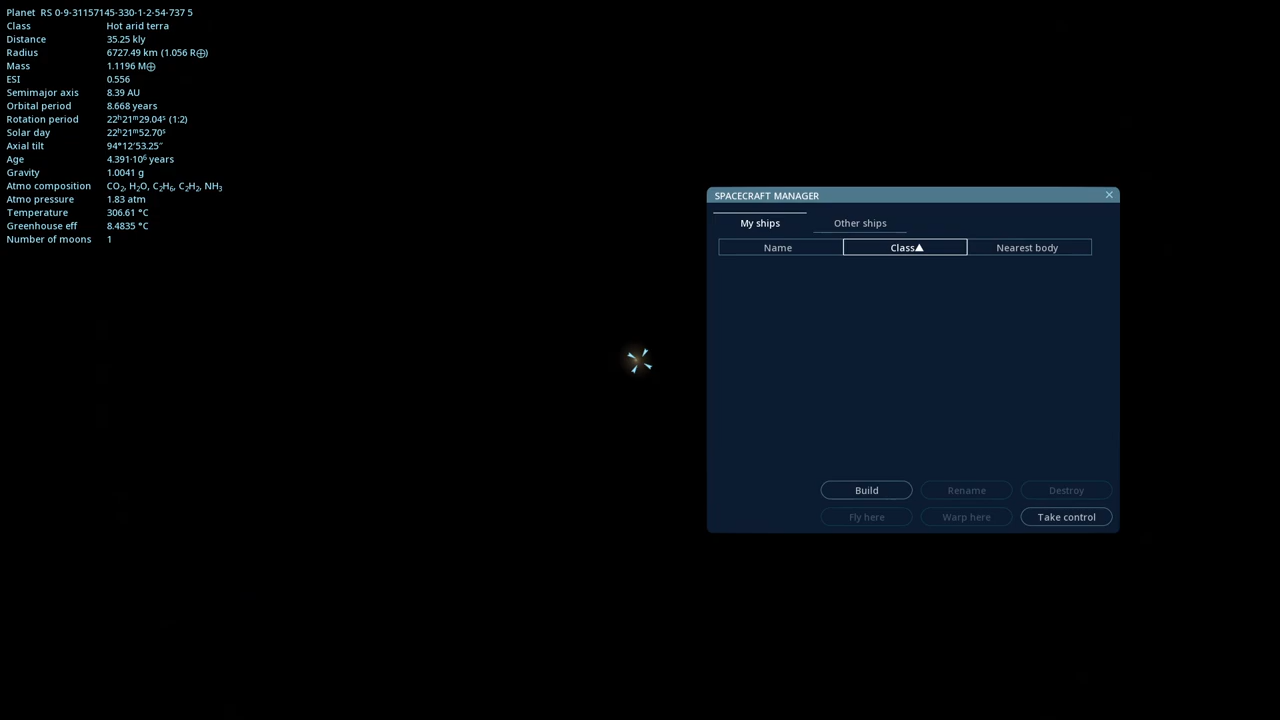 Planet RS 0-9-31157145-330-1-2-54-737 5
Class Hot arid terra
Distance 35.25 kly
Radius 6727.49 km (1.056 R⊕)
Mass 1.1196 M⊕
ESI 0.556
Semimajor axis 8.39 AU
Orbital period 8.668 years
Rotation period 22ʰ21ᵐ29.04ˢ (1:2)
Solar day 22ʰ21ᵐ52.70ˢ
Axial tilt 94°12′53.25″
Age 4.391·10⁶ years
Gravity 1.0041 g
Atmo composition CO₂, H₂O, C₂H₆, C₂H₂, NH₃
Atmo pressure 1.83 atm
Temperature 306.61 °C
Greenhouse eff 8.4835 °C
Number of moons 1
SPACECRAFT MANAGER
My ships Other ships
Name Class▲ Nearest body
Build Rename Destroy
Fly here Warp here Take control